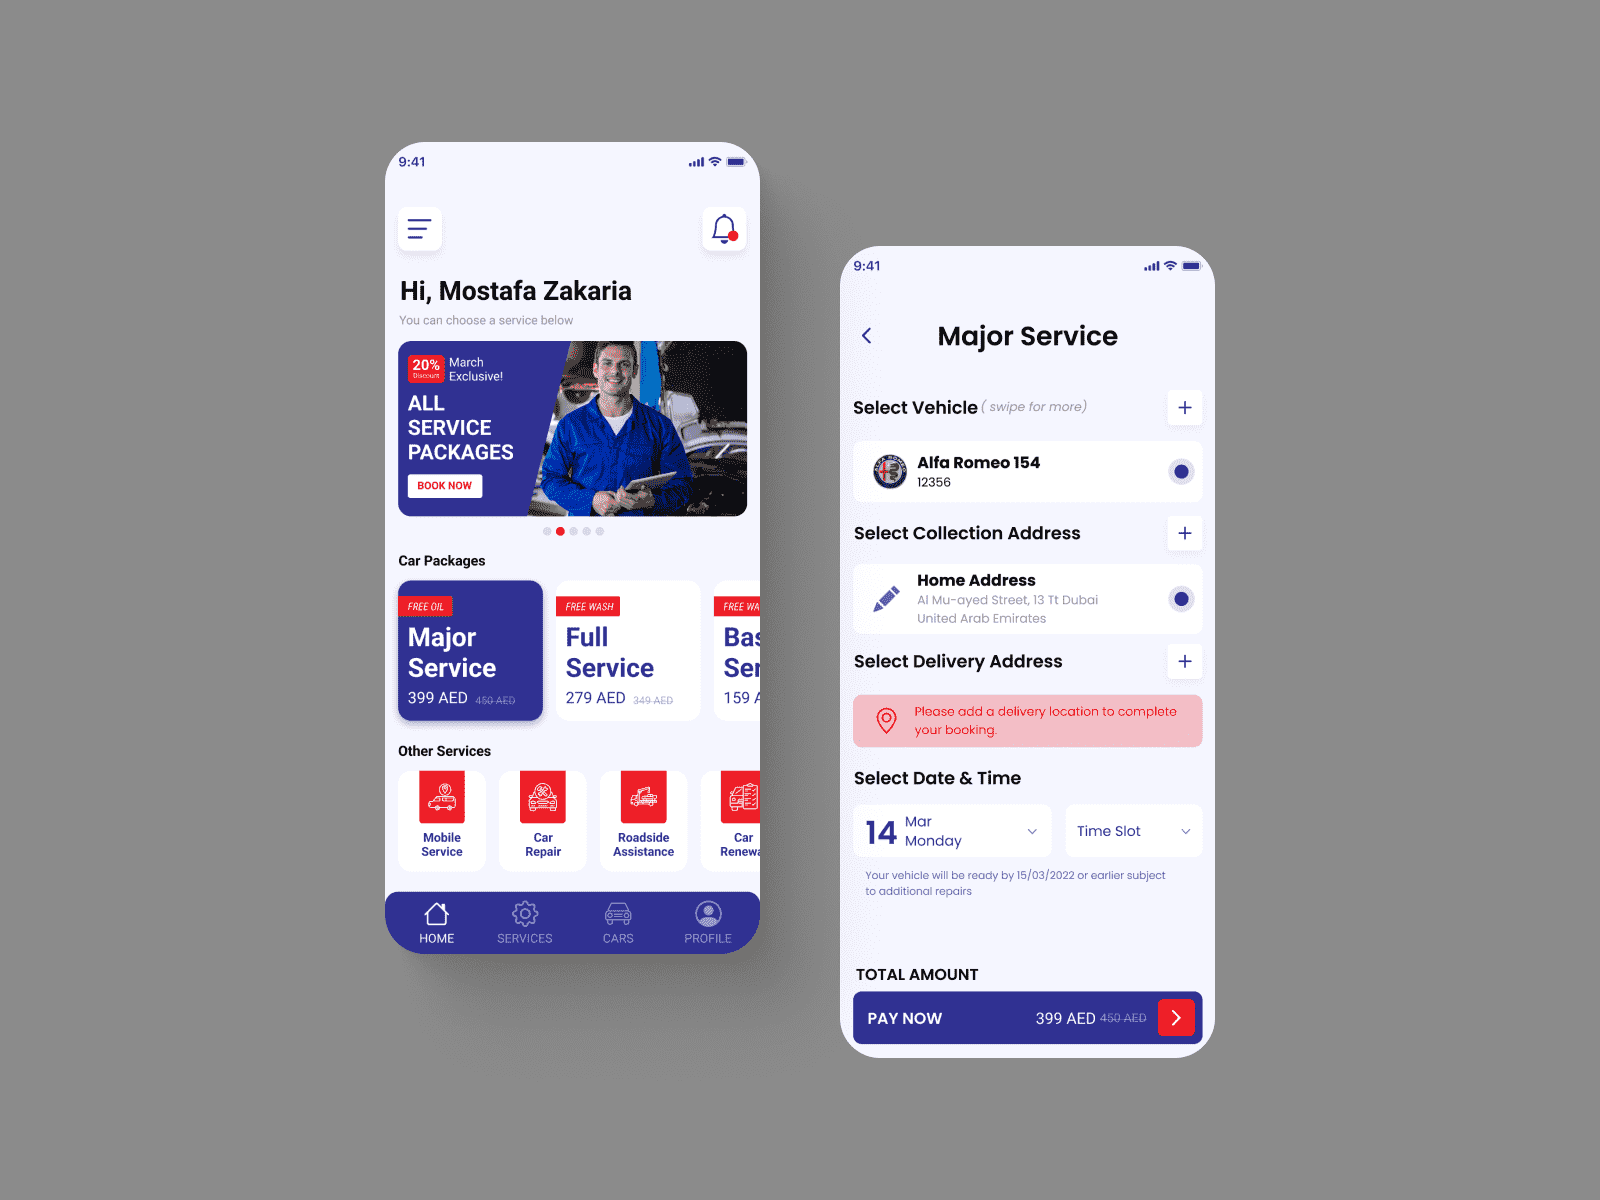 9:41
Hi, Mostafa Zakaria
You can choose a service below
20%
Discount
March
Exclusive!
ALL
SERVICE
PACKAGES
BOOK NOW
Car Packages
FREE OIL
Major
Service
399 AED 450 AED
FREE WASH
Full
Service
279 AED 349 AED
FREE WA
Bas
Ser
159 A
Other Services
Mobile
Service
Car
Repair
Roadside
Assistance
Car
Renewa
HOME
SERVICES
CARS
PROFILE
9:41
Major Service
Select Vehicle ( swipe for more)
ALFA ROMEO
Alfa Romeo 154
12356
Select Collection Address
Home Address
Al Mu-ayed Street, 13 Tt Dubai
United Arab Emirates
Select Delivery Address
Please add a delivery location to complete
your booking.
Select Date & Time
14
Mar
Monday
Time Slot
Your vehicle will be ready by 15/03/2022 or earlier subject
to additional repairs
TOTAL AMOUNT
PAY NOW
399 AED 450 AED